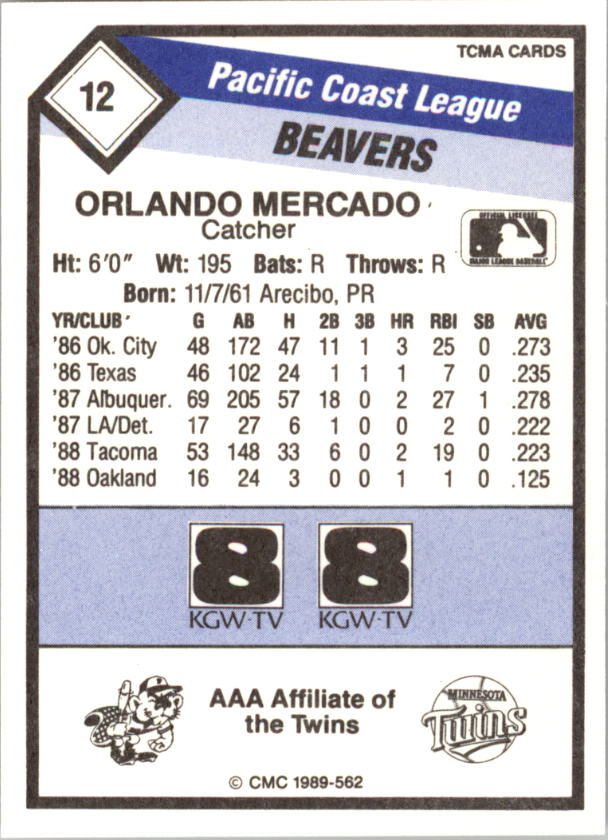 TCMA CARDS
12
Pacific Coast League
BEAVERS
ORLANDO MERCADO
Catcher
OFFICIAL LICENSEE
MAJOR LEAGUE BASEBALL
Ht: 6'0" Wt: 195 Bats: R Throws: R
Born: 11/7/61 Arecibo, PR
YR/CLUB G AB H 2B 3B HR RBI SB AVG
'86 Ok. City 48 172 47 11 1 3 25 0 .273
'86 Texas 46 102 24 1 1 1 7 0 .235
'87 Albuquer. 69 205 57 18 0 2 27 1 .278
'87 LA/Det. 17 27 6 1 0 0 2 0 .222
'88 Tacoma 53 148 33 6 0 2 19 0 .223
'88 Oakland 16 24 3 0 0 1 1 0 .125
8 8
KGW-TV KGW-TV
AAA Affiliate of
the Twins
MINNESOTA
Twins
© CMC 1989-562